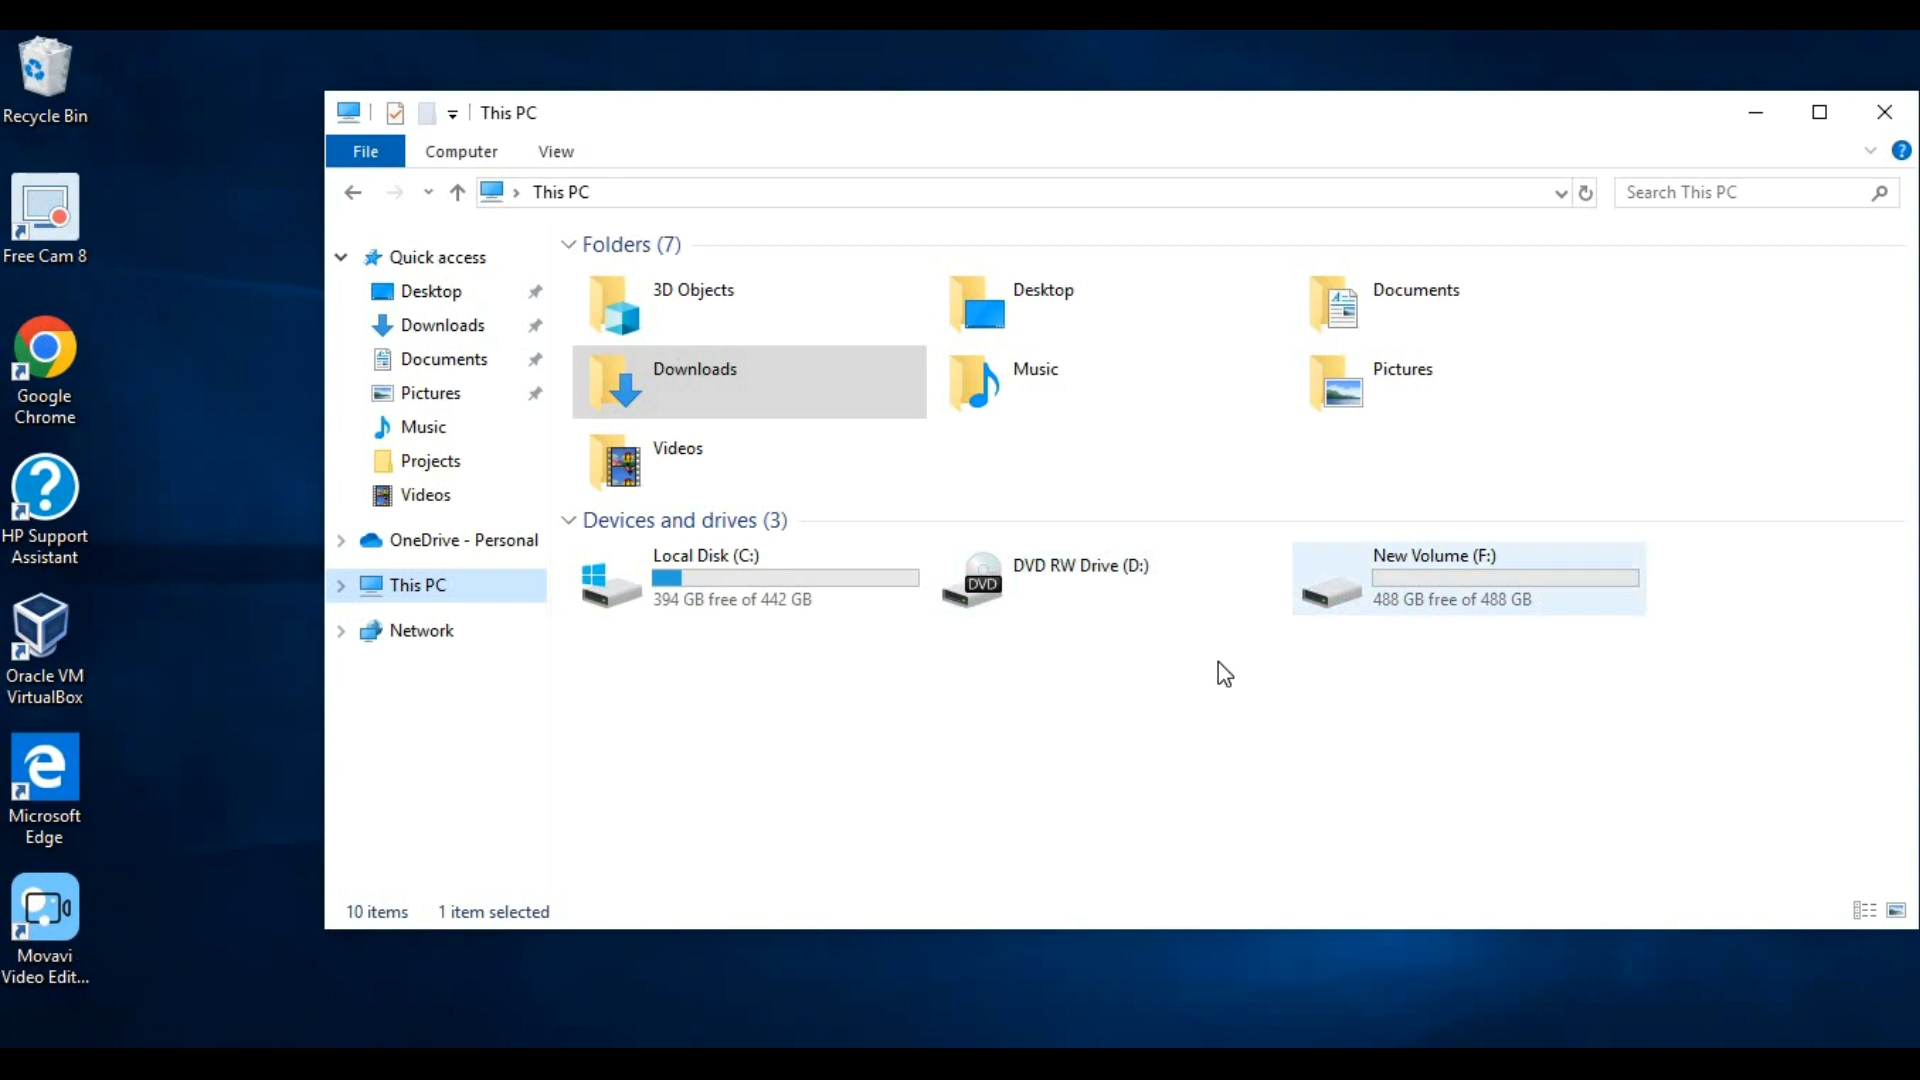 Recycle Bin
Free Cam 8
Google
Chrome
HP Support
Assistant
Oracle VM
VirtualBox
Microsoft
Edge
Movavi
Video Edit...
This PC
File Computer View
This PC
Search This PC
Quick access
Desktop
Downloads
Documents
Pictures
Music
Projects
Videos
OneDrive - Personal
This PC
Network
Folders (7)
3D Objects
Desktop
Documents
Downloads
Music
Pictures
Videos
Devices and drives (3)
Local Disk (C:)
394 GB free of 442 GB
DVD
DVD RW Drive (D:)
New Volume (F:)
488 GB free of 488 GB
10 items 1 item selected